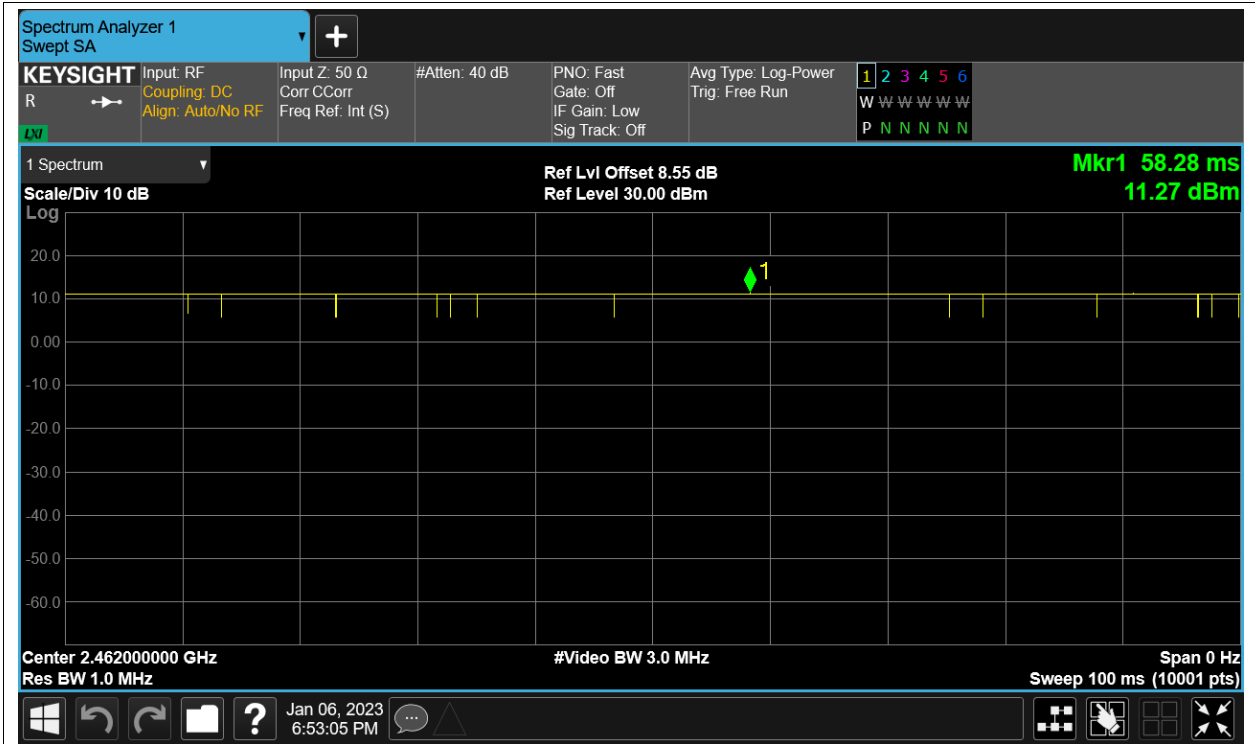 Spectrum Analyzer 1
Swept SA
+
KEYSIGHT
R
LXI
Input: RF
Coupling: DC
Align: Auto/No RF
Input Z: 50 Ω
Corr CCorr
Freq Ref: Int (S)
#Atten: 40 dB
PNO: Fast
Gate: Off
IF Gain: Low
Sig Track: Off
Avg Type: Log-Power
Trig: Free Run
1 2 3 4 5 6
W W W W W W
P N N N N N
1 Spectrum
Scale/Div 10 dB
Ref Lvl Offset 8.55 dB
Ref Level 30.00 dBm
Mkr1 58.28 ms
11.27 dBm
Log
20.0
10.0
0.00
-10.0
-20.0
-30.0
-40.0
-50.0
-60.0
1
Center 2.462000000 GHz
#Video BW 3.0 MHz
Span 0 Hz
Res BW 1.0 MHz
Sweep 100 ms (10001 pts)
?
Jan 06, 2023
6:53:05 PM